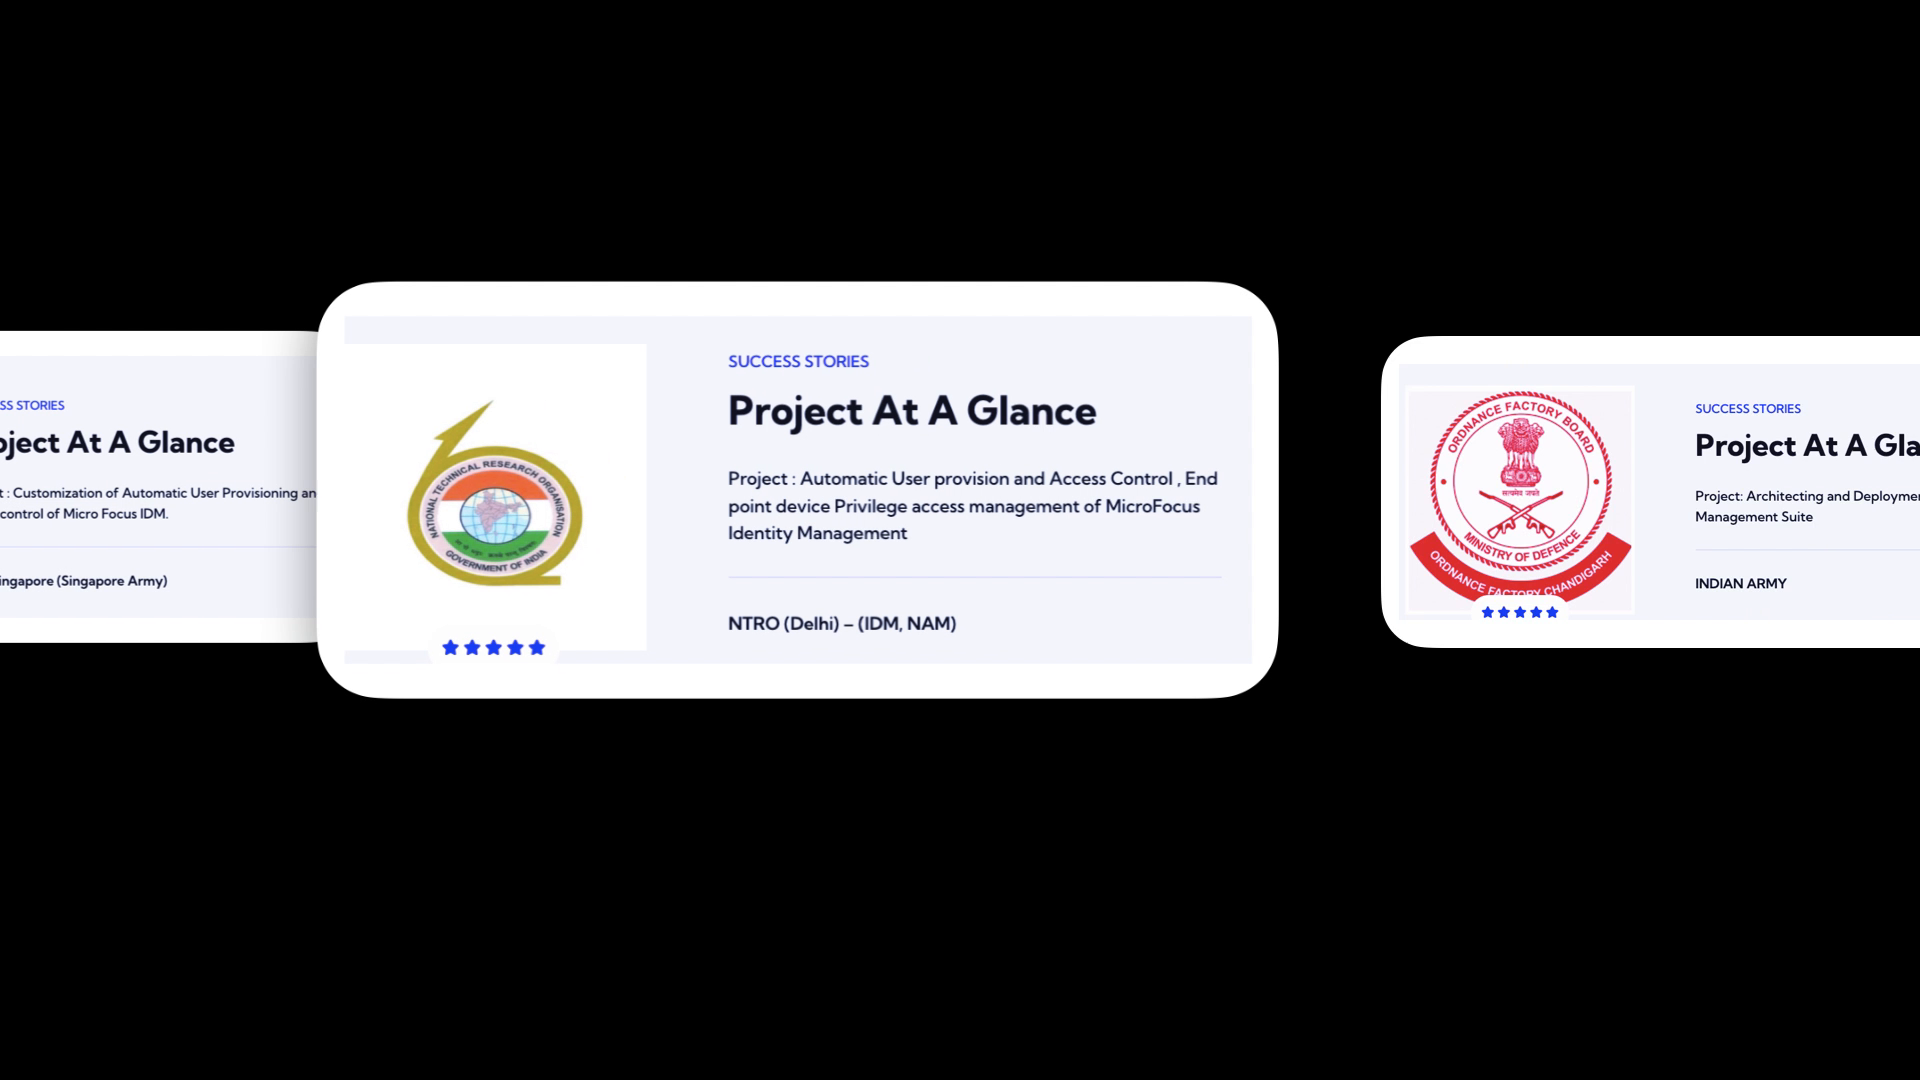 SS STORIES
ject At A Glance
t : Customization of Automatic User Provisioning an
control of Micro Focus IDM.
ingapore (Singapore Army)
NATIONAL TECHNICAL RESEARCH ORGANISATION
GOVERNMENT OF INDIA
SUCCESS STORIES
Project At A Glance
Project : Automatic User provision and Access Control , End
point device Privilege access management of MicroFocus
Identity Management
NTRO (Delhi) – (IDM, NAM)
ORDNANCE FACTORY BOARD
सत्यमेव जयते
MINISTRY OF DEFENCE
ORDNANCE FACTORY CHANDIGARH
SUCCESS STORIES
Project At A Gla
Project: Architecting and Deployme
Management Suite
INDIAN ARMY